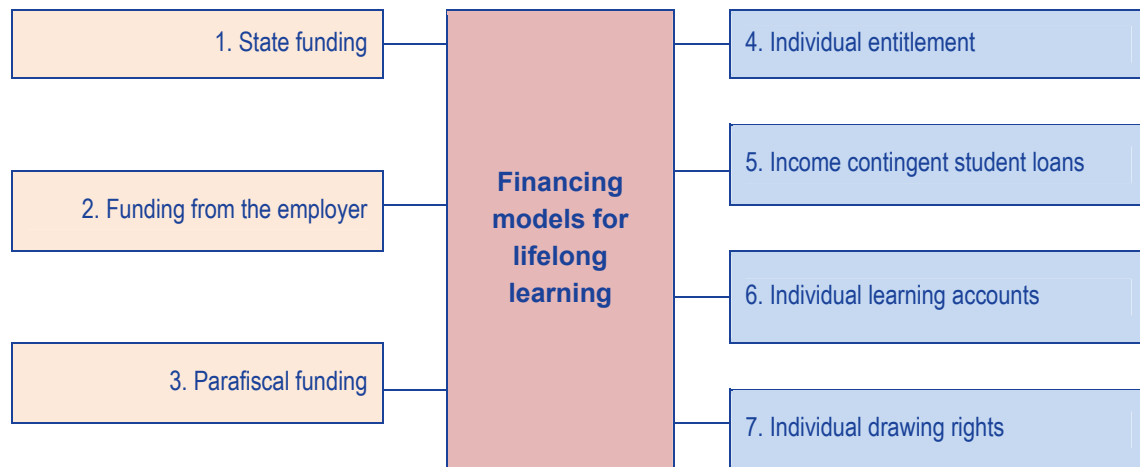 1. State funding
2. Funding from the employer
3. Parafiscal funding
Financing
models for
lifelong
learning
4. Individual entitlement
5. Income contingent student loans
6. Individual learning accounts
7. Individual drawing rights